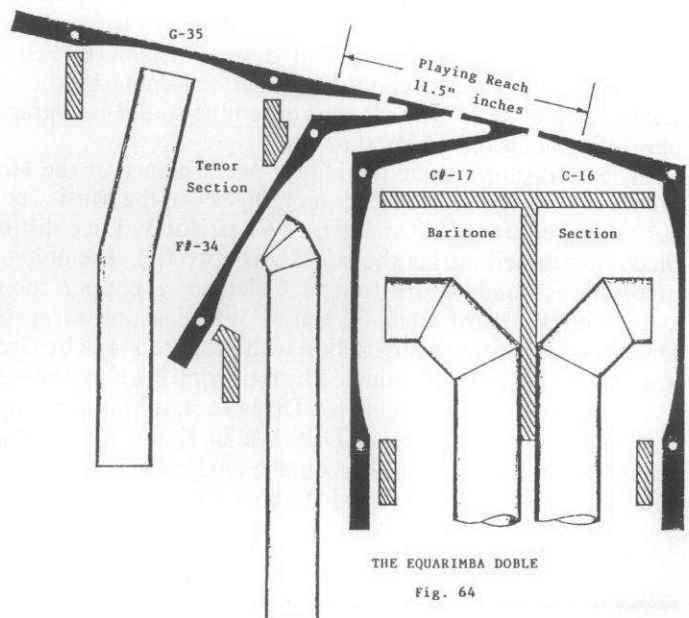 G-35
Playing Reach
11.5" inches
Tenor
Section
F#-34
C#-17 C-16
Baritone Section
THE EQUARIMBA DOBLE
Fig. 64